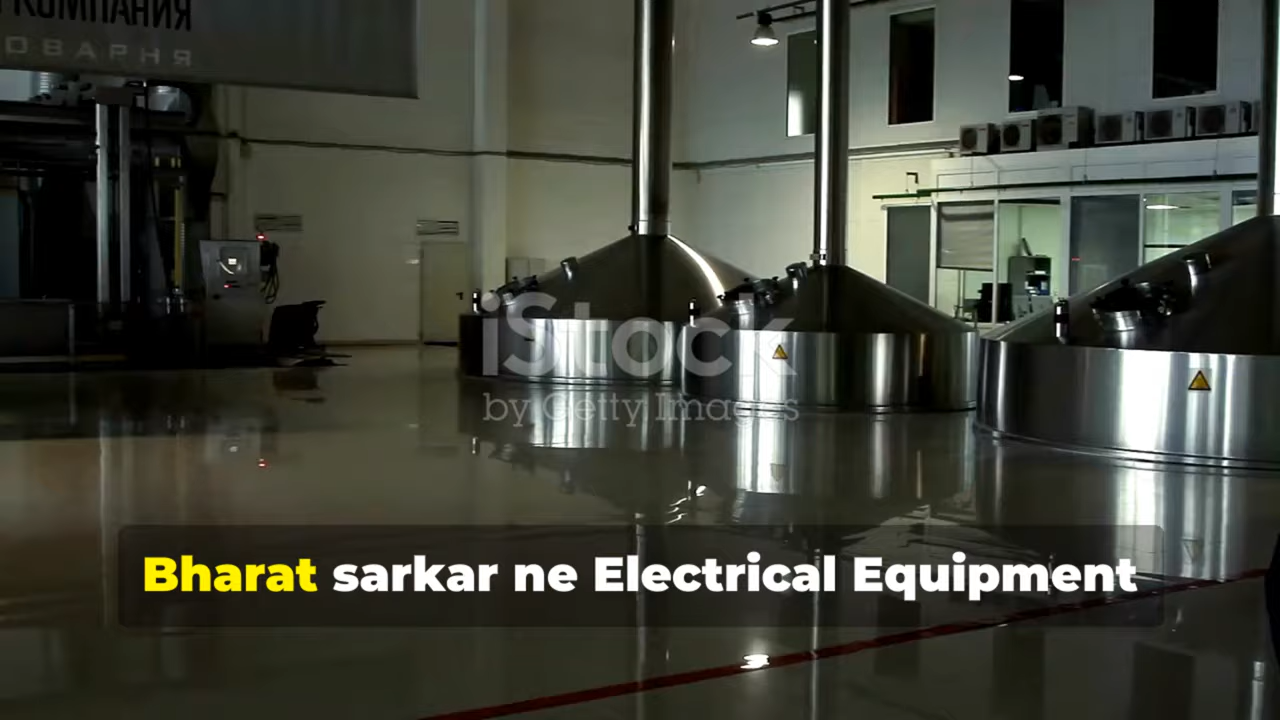 КОМПАНИЯ
ОВАРНЯ
iStock
by Getty Images
Bharat sarkar ne Electrical Equipment